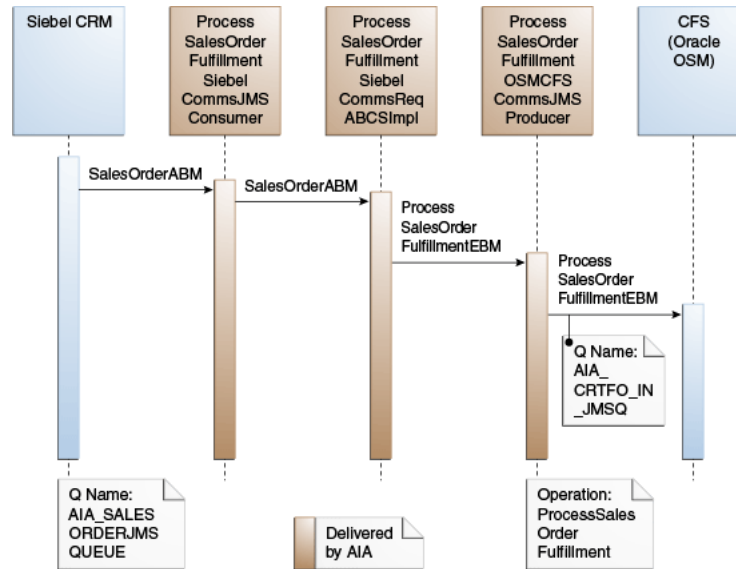 Siebel CRM
Process
SalesOrder
Fulfillment
Siebel
CommsJMS
Consumer
Process
SalesOrder
Fulfillment
Siebel
CommsReq
ABCSImpl
Process
SalesOrder
Fulfillment
OSMCFS
CommsJMS
Producer
CFS
(Oracle
OSM)
SalesOrderABM
SalesOrderABM
Process
SalesOrder
FulfillmentEBM
Process
SalesOrder
FulfillmentEBM
Q Name:
AIA_
CRTFO_IN
_JMSQ
Q Name:
AIA_SALES
ORDERJMS
QUEUE
Delivered
by AIA
Operation:
ProcessSales
Order
Fulfillment